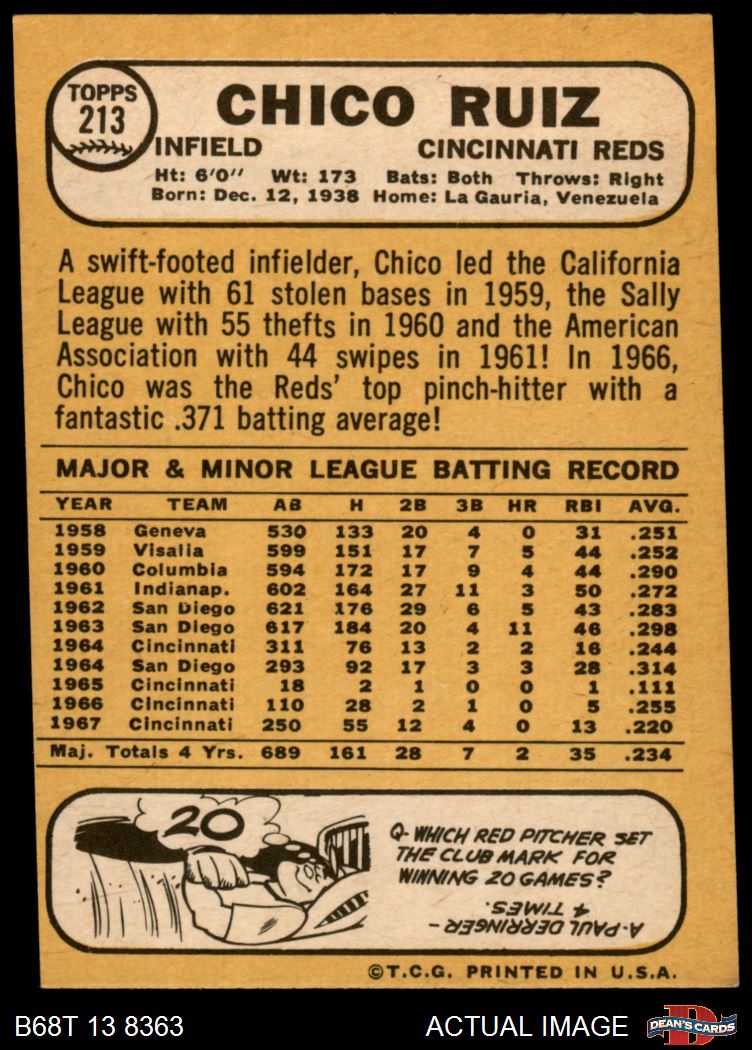 TOPPS
213
CHICO RUIZ
INFIELD CINCINNATI REDS
Ht: 6'0" Wt: 173 Bats: Both Throws: Right
Born: Dec. 12, 1938 Home: La Gauria, Venezuela
A swift-footed infielder, Chico led the California
League with 61 stolen bases in 1959, the Sally
League with 55 thefts in 1960 and the American
Association with 44 swipes in 1961! In 1966,
Chico was the Reds' top pinch-hitter with a
fantastic .371 batting average!
MAJOR & MINOR LEAGUE BATTING RECORD
YEAR TEAM AB H 2B 3B HR RBI AVG.
1958 Geneva 530 133 20 4 0 31 .251
1959 Visalia 599 151 17 7 5 44 .252
1960 Columbia 594 172 17 9 4 44 .290
1961 Indianap. 602 164 27 11 3 50 .272
1962 San Diego 621 176 29 6 5 43 .283
1963 San Diego 617 184 20 4 11 46 .298
1964 Cincinnati 311 76 13 2 2 16 .244
1964 San Diego 293 92 17 3 3 28 .314
1965 Cincinnati 18 2 1 0 0 1 .111
1966 Cincinnati 110 28 2 1 0 5 .255
1967 Cincinnati 250 55 12 4 0 13 .220
Maj. Totals 4 Yrs. 689 161 28 7 2 35 .234
20
Q- WHICH RED PITCHER SET
THE CLUB MARK FOR
WINNING 20 GAMES?
A- PAUL DERRINGER -
4 TIMES.
©T.C.G. PRINTED IN U.S.A.
B68T 13 8363 ACTUAL IMAGE
D
DEAN'S CARDS